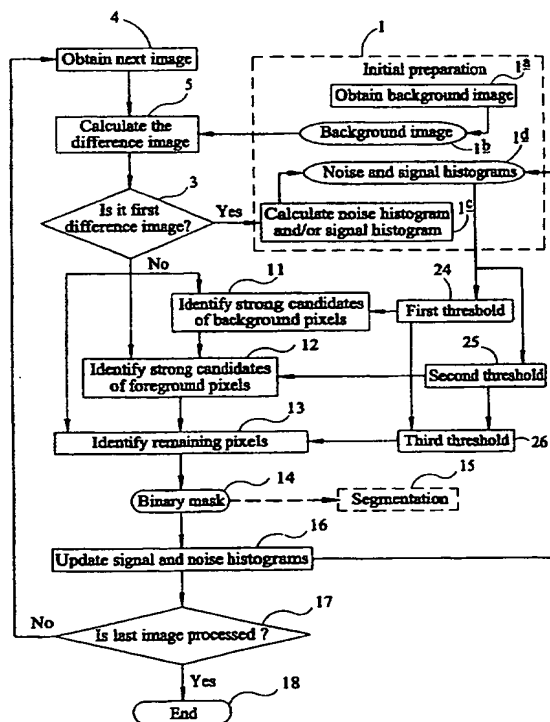 4
1
Obtain next image
Initial preparation
1a
Obtain background image
5
Calculate the
difference image
Background image
1b
1d
Noise and signal histograms
3
Is it first
difference image?
Yes
Calculate noise histogram
and/or signal histogram
1c
No
11
Identify strong candidates
of background pixels
24
First threshold
12
Identify strong candidates
of foreground pixels
25
Second threshold
13
Identify remaining pixels
Third threshold
26
14
Binary mask
15
Segmentation
16
Update signal and noise histograms
17
No
Is last image processed ?
Yes
18
End